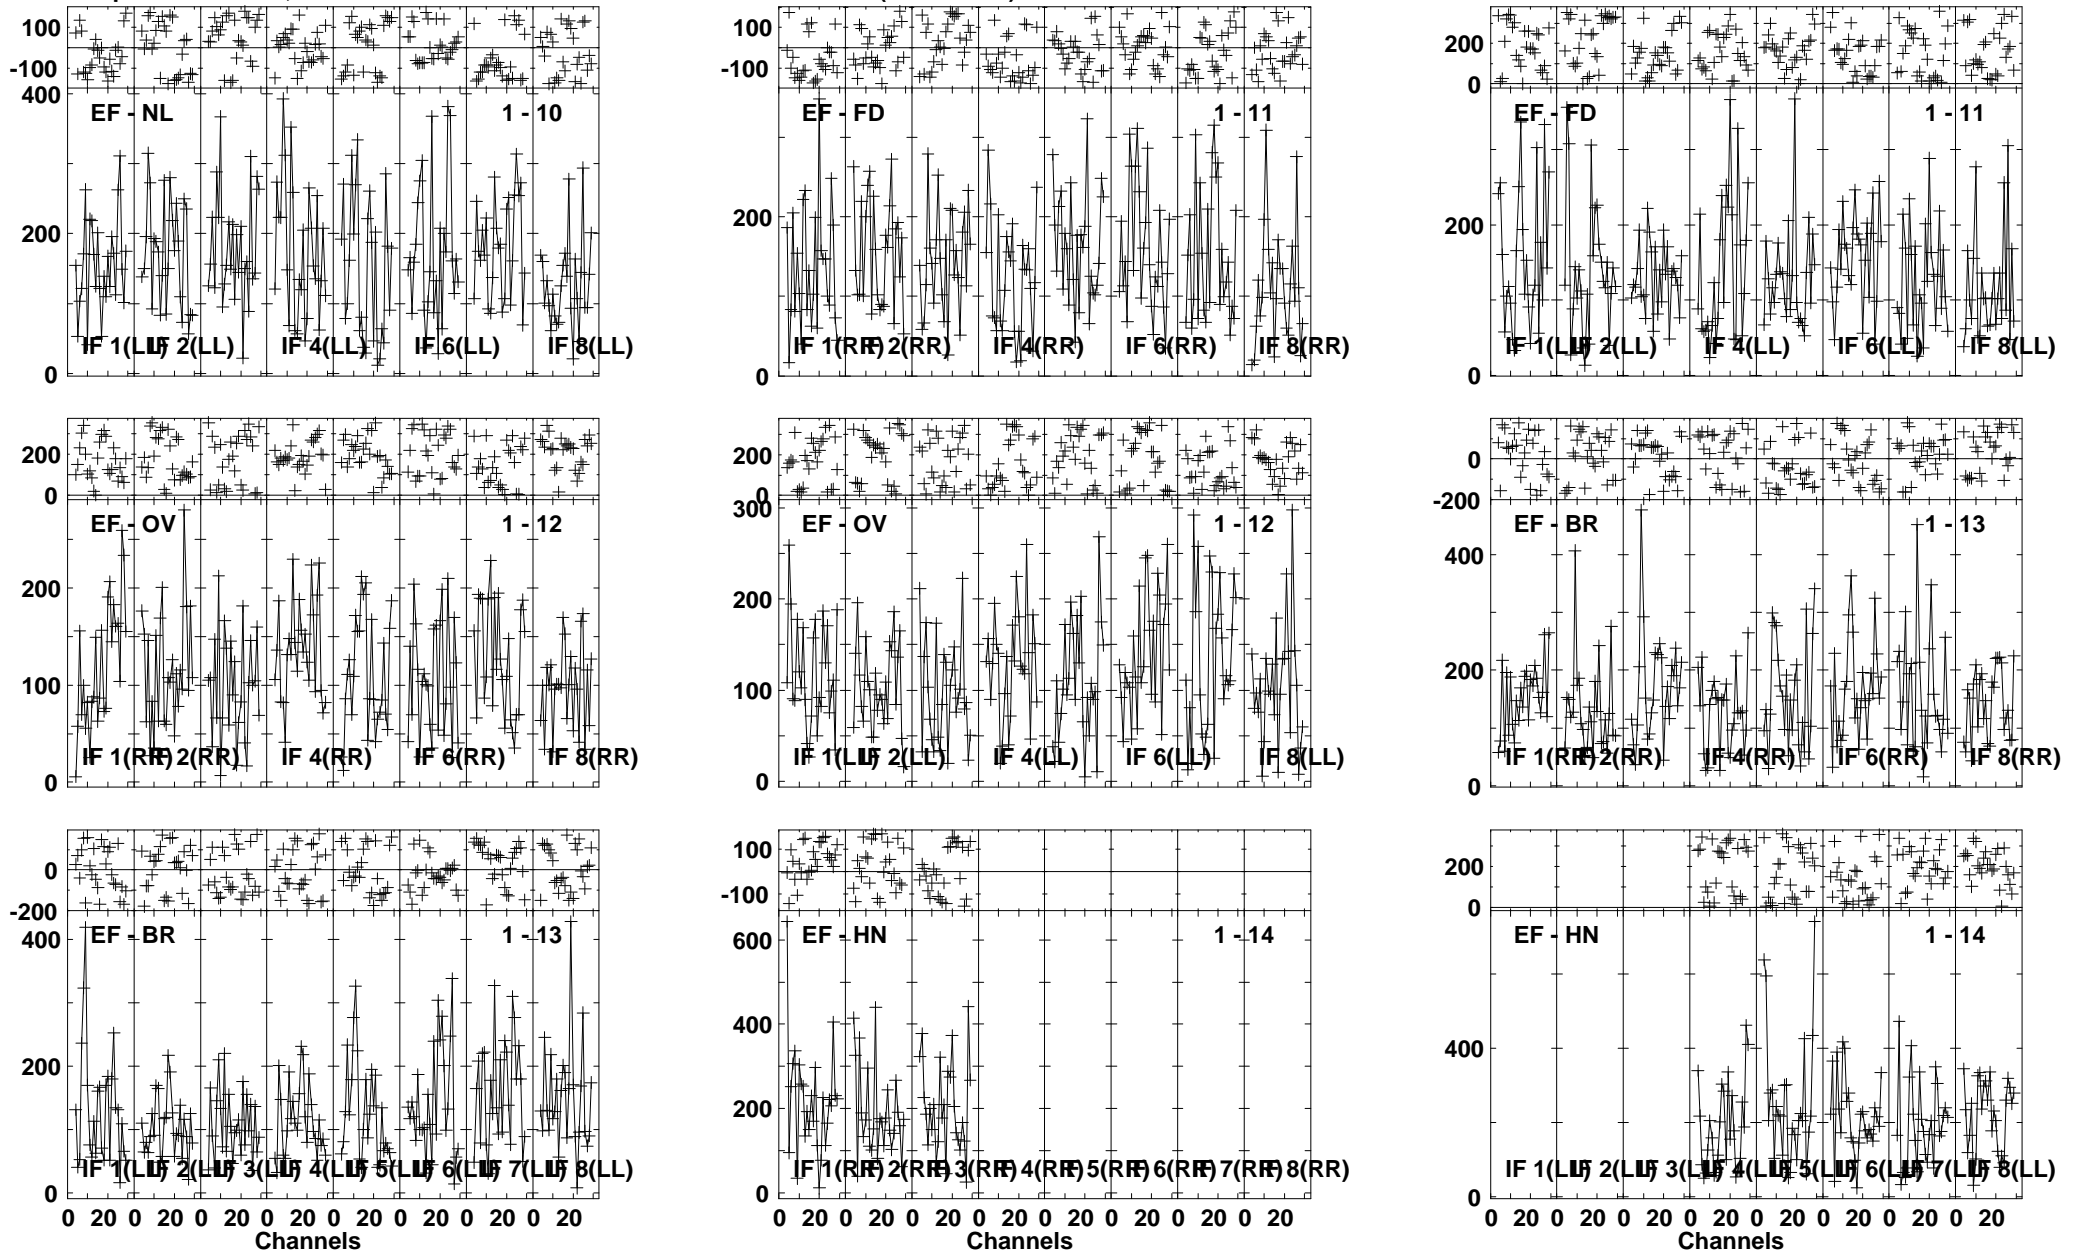 100
-100
400
200
0
EF - NL
1 - 10
IF 1(LL)
IF 2(LL)
IF 4(LL)
IF 6(LL)
IF 8(LL)
100
-100
200
0
EF - FD
1 - 11
IF 1(RR)
IF 2(RR)
IF 4(RR)
IF 6(RR)
IF 8(RR)
200
0
200
0
EF - FD
1 - 11
IF 1(LL)
IF 2(LL)
IF 4(LL)
IF 6(LL)
IF 8(LL)
200
0
200
100
0
EF - OV
1 - 12
IF 1(RR)
IF 2(RR)
IF 4(RR)
IF 6(RR)
IF 8(RR)
200
0
300
200
100
0
EF - OV
1 - 12
IF 1(LL)
IF 2(LL)
IF 4(LL)
IF 6(LL)
IF 8(LL)
0
-200
400
200
0
EF - BR
1 - 13
IF 1(RR)
IF 2(RR)
IF 4(RR)
IF 6(RR)
IF 8(RR)
0
-200
400
200
0
EF - BR
1 - 13
IF 1(LL)
IF 2(LL)
IF 3(LL)
IF 4(LL)
IF 5(LL)
IF 6(LL)
IF 7(LL)
IF 8(LL)
0 20 0 20 0 20 0 20 0 20 0 20 0 20 0 20
Channels
100
-100
600
400
200
0
EF - HN
1 - 14
IF 1(RR)
IF 2(RR)
IF 3(RR)
IF 4(RR)
IF 5(RR)
IF 6(RR)
IF 7(RR)
IF 8(RR)
0 20 0 20 0 20 0 20 0 20 0 20 0 20 0 20
Channels
200
0
400
0
EF - HN
1 - 14
IF 1(LL)
IF 2(LL)
IF 3(LL)
IF 4(LL)
IF 5(LL)
IF 6(LL)
IF 7(LL)
IF 8(LL)
0 20 0 20 0 20 0 20 0 20 0 20 0 20 0 20
Channels